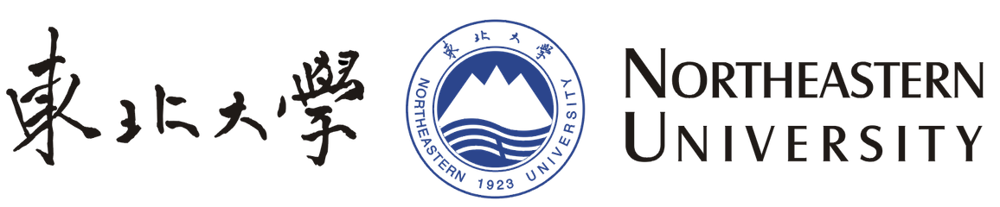 東北大學
東北大學
NORTHEASTERN UNIVERSITY
1923
NORTHEASTERN
UNIVERSITY